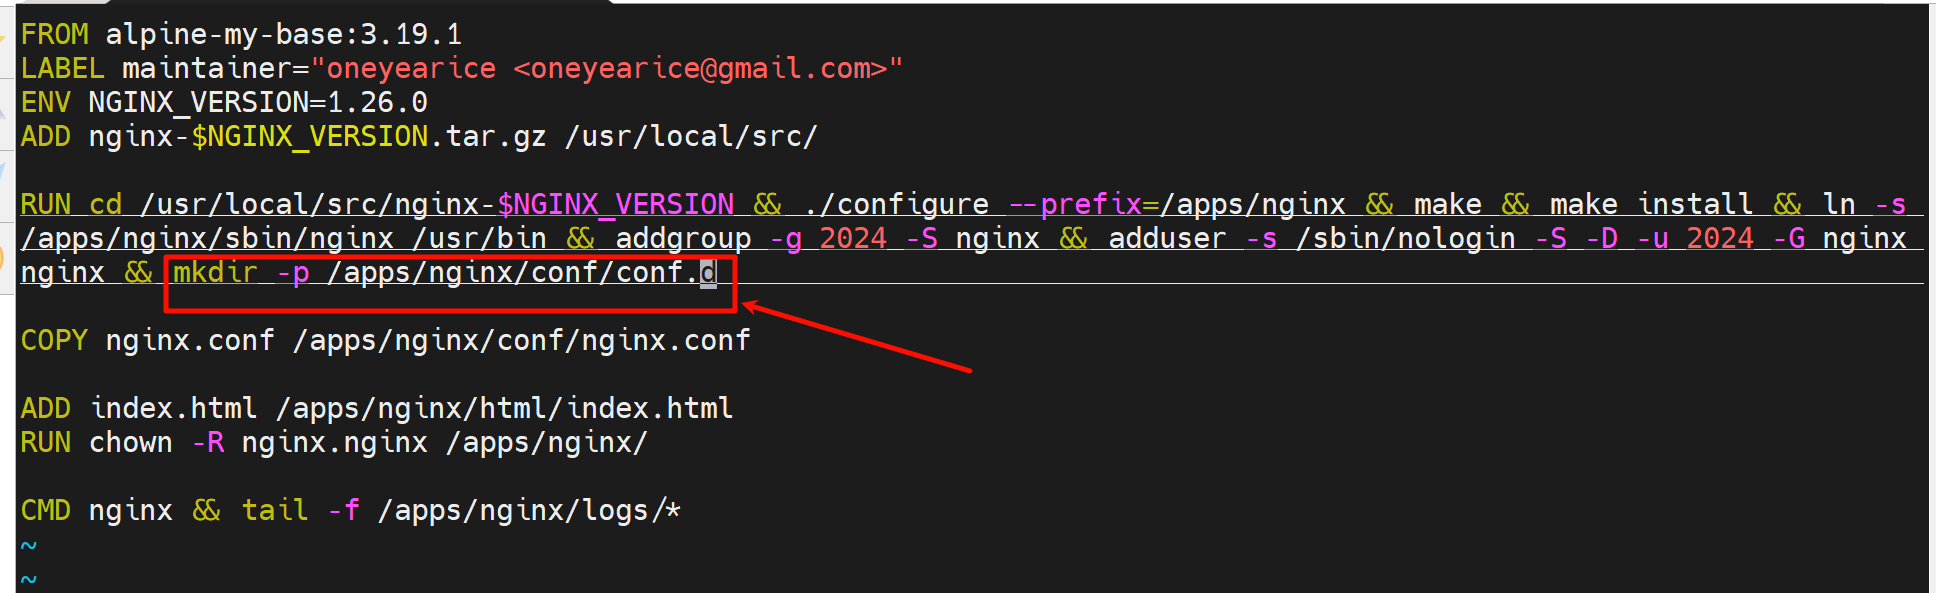 FROM alpine-my-base:3.19.1
LABEL maintainer="oneyearice <oneyearice@gmail.com>"
ENV NGINX_VERSION=1.26.0
ADD nginx-$NGINX_VERSION.tar.gz /usr/local/src/
RUN cd /usr/local/src/nginx-$NGINX_VERSION && ./configure --prefix=/apps/nginx && make && make install && ln -s
/apps/nginx/sbin/nginx /usr/bin && addgroup -g 2024 -S nginx && adduser -s /sbin/nologin -S -D -u 2024 -G nginx
nginx && mkdir -p /apps/nginx/conf/conf.d
COPY nginx.conf /apps/nginx/conf/nginx.conf
ADD index.html /apps/nginx/html/index.html
RUN chown -R nginx.nginx /apps/nginx/
CMD nginx && tail -f /apps/nginx/logs/*
~
~